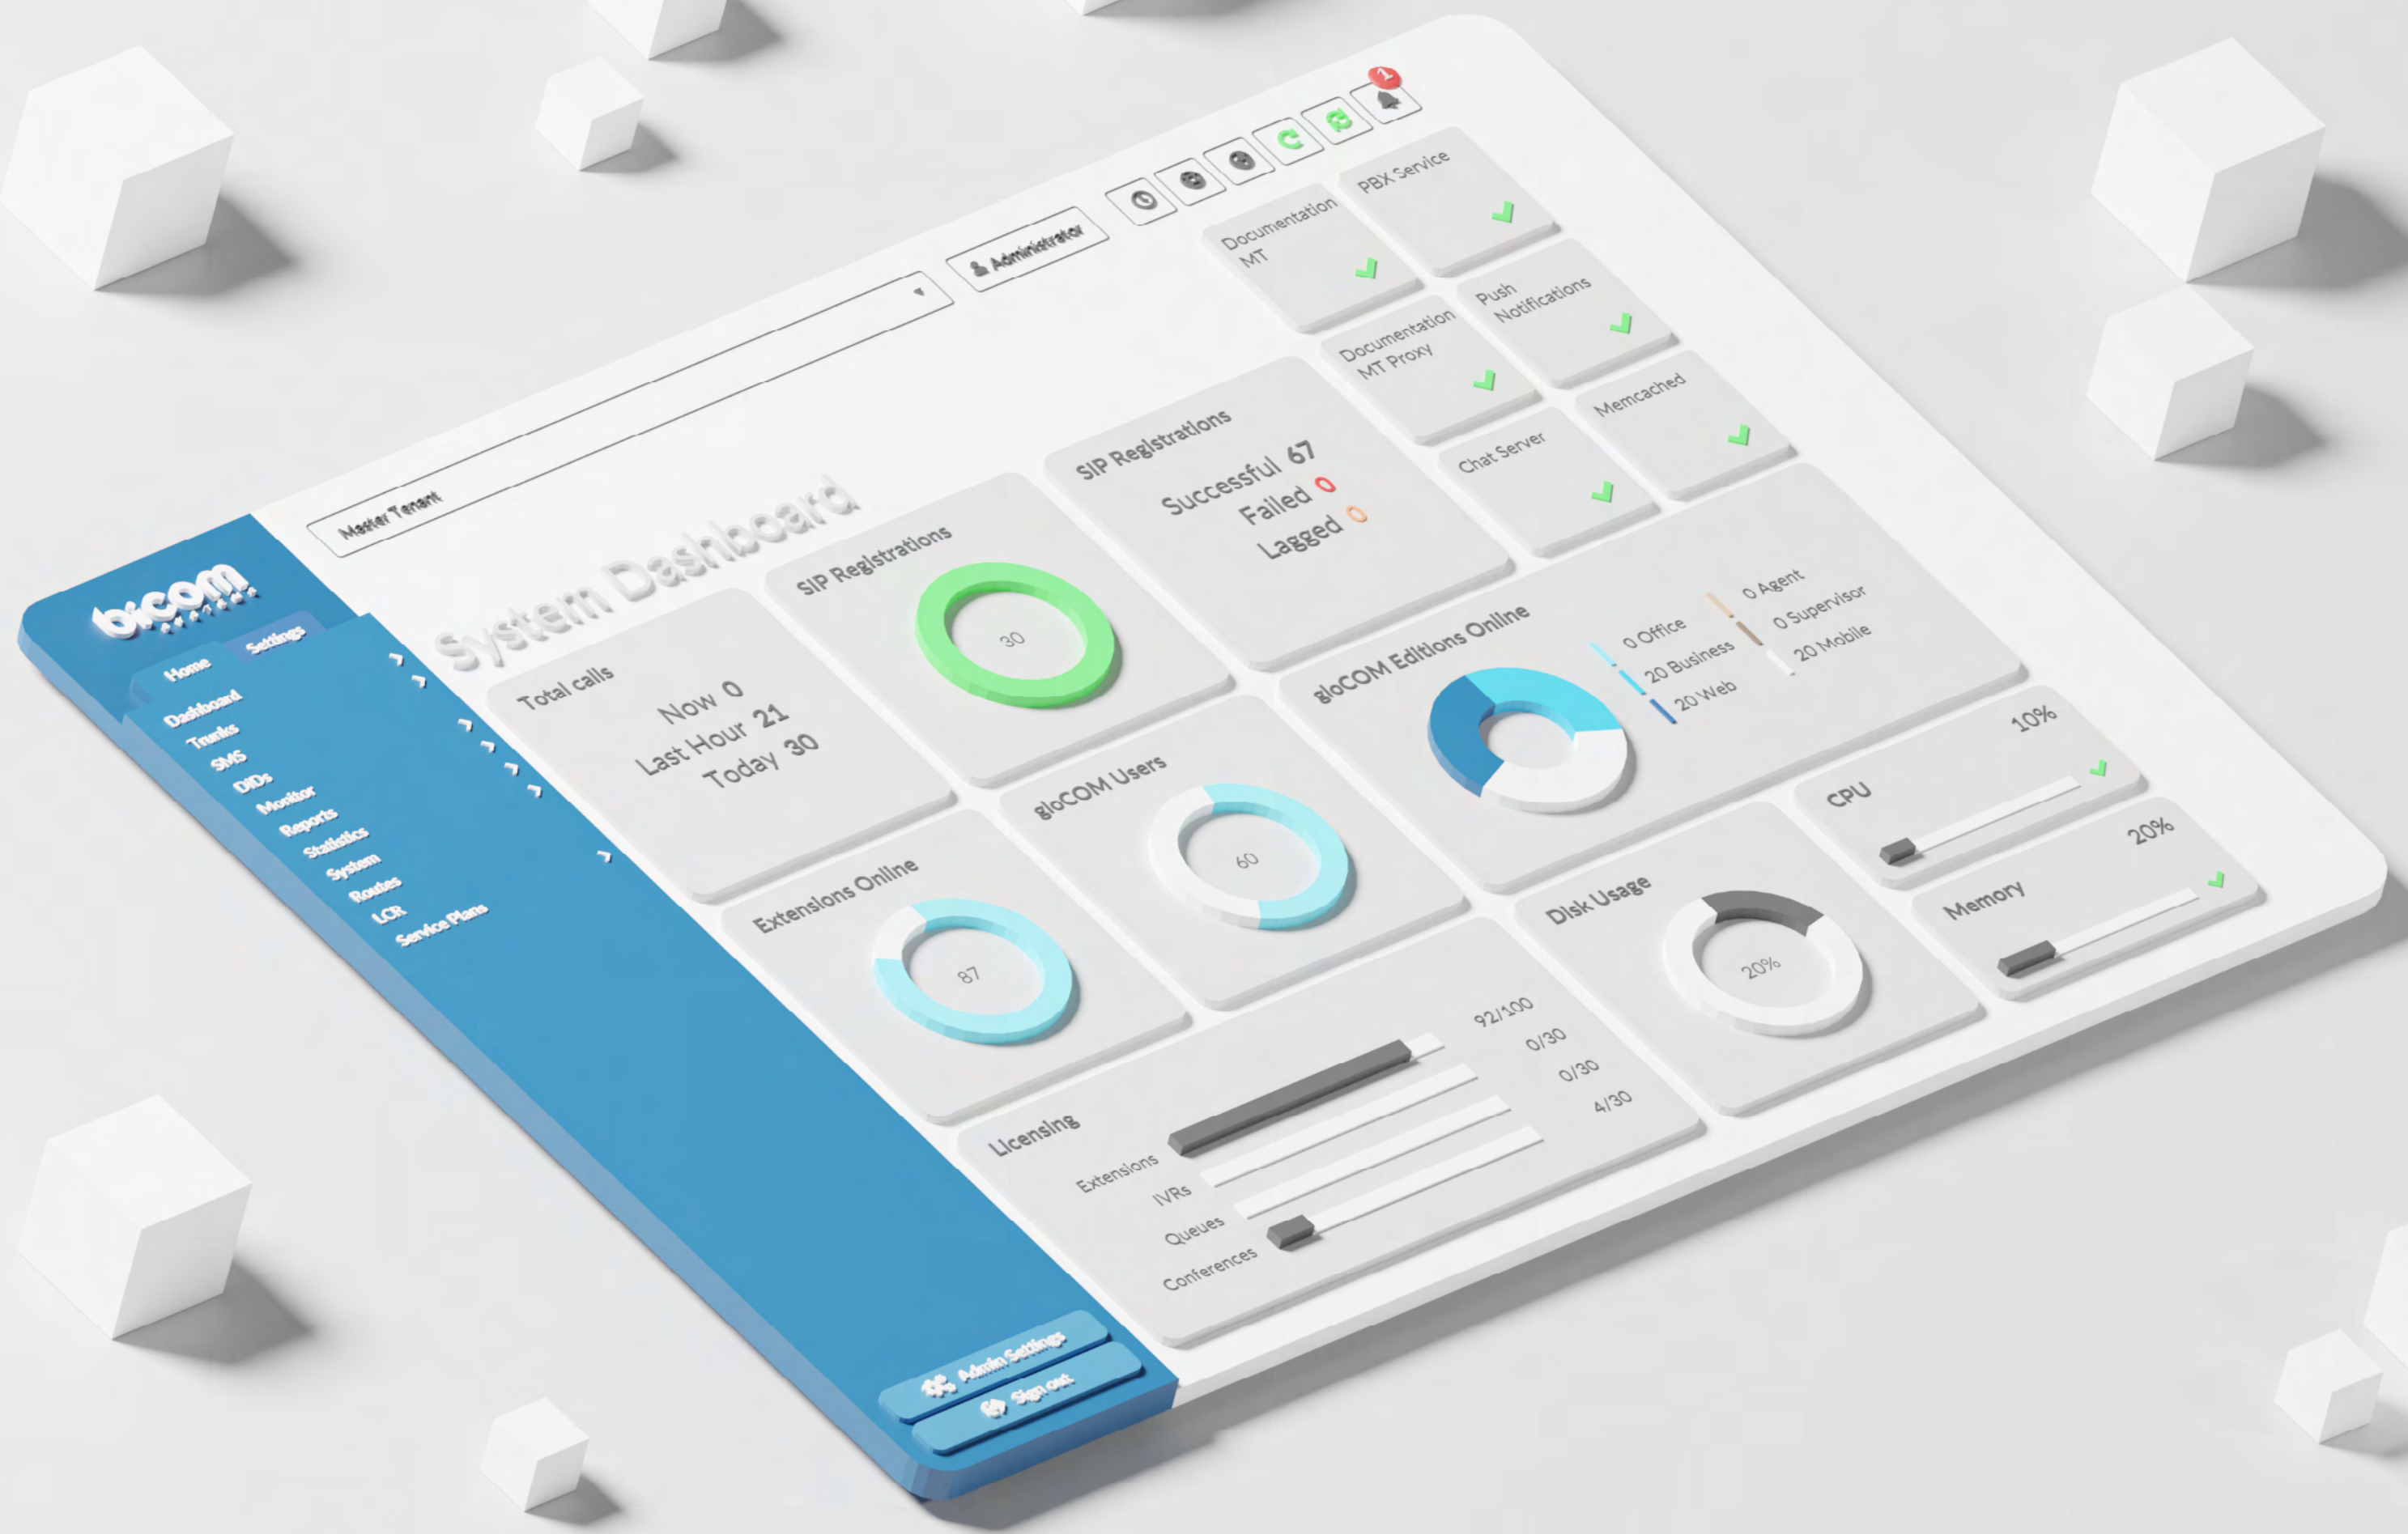 bicom
SYSTEMS
Home
Settings
Dashboard
Trunks
SMS
DIDs
Monitor
Reports
Statistics
System
Routes
LCR
Service Plans
Admin Settings
Sign out
Master Tenant
Administrator
1
System Dashboard
Total calls
Now 0
Last Hour 21
Today 30
SIP Registrations
30
SIP Registrations
Successful 67
Failed 0
Lagged 0
Documentation
MT
PBX Service
Documentation
MT Proxy
Push
Notifications
Chat Server
Memcached
Extensions Online
87
gloCOM Users
60
gloCOM Editions Online
0 Office
20 Business
20 Web
0 Agent
0 Supervisor
20 Mobile
Licensing
Extensions
92/100
IVRs
0/30
Queues
0/30
Conferences
4/30
Disk Usage
20%
CPU
10%
Memory
20%